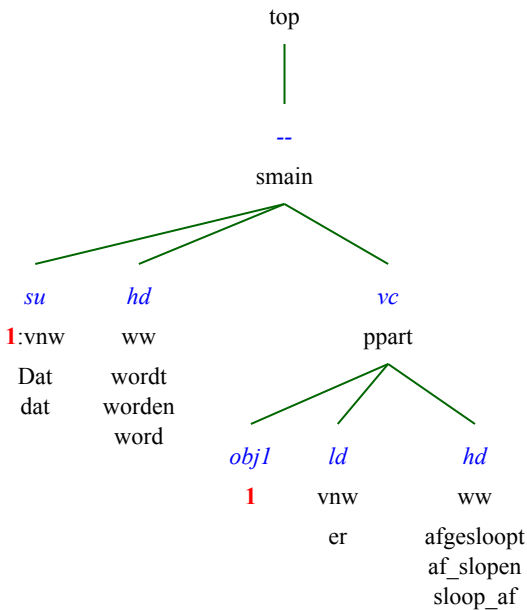 top
--
smain
su hd vc
1:vnw ww ppart
Dat wordt
dat worden
word
obj1 ld hd
1 vnw ww
er afgesloopt
af_slopen
sloop_af